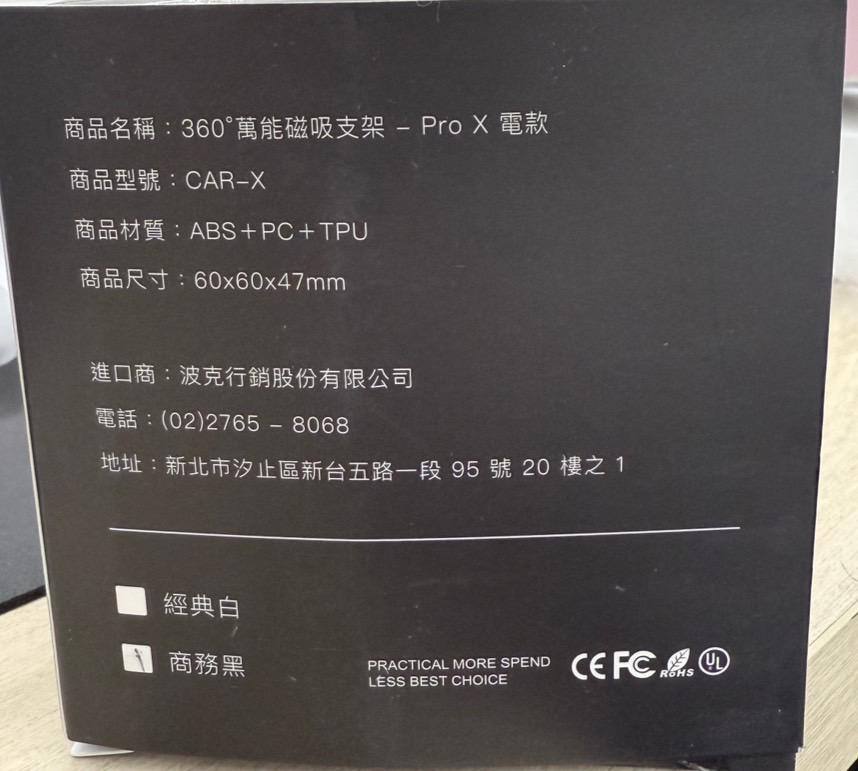 商品名稱：360°萬能磁吸支架 – Pro X 電款
商品型號：CAR–X
商品材質：ABS＋PC＋TPU
商品尺寸：60x60x47mm
進口商：波克行銷股份有限公司
電話：(02)2765 – 8068
地址：新北市汐止區新台五路一段 95 號 20 樓之 1
經典白
商務黑
PRACTICAL MORE SPEND
LESS BEST CHOICE
CE FC RoHS UL